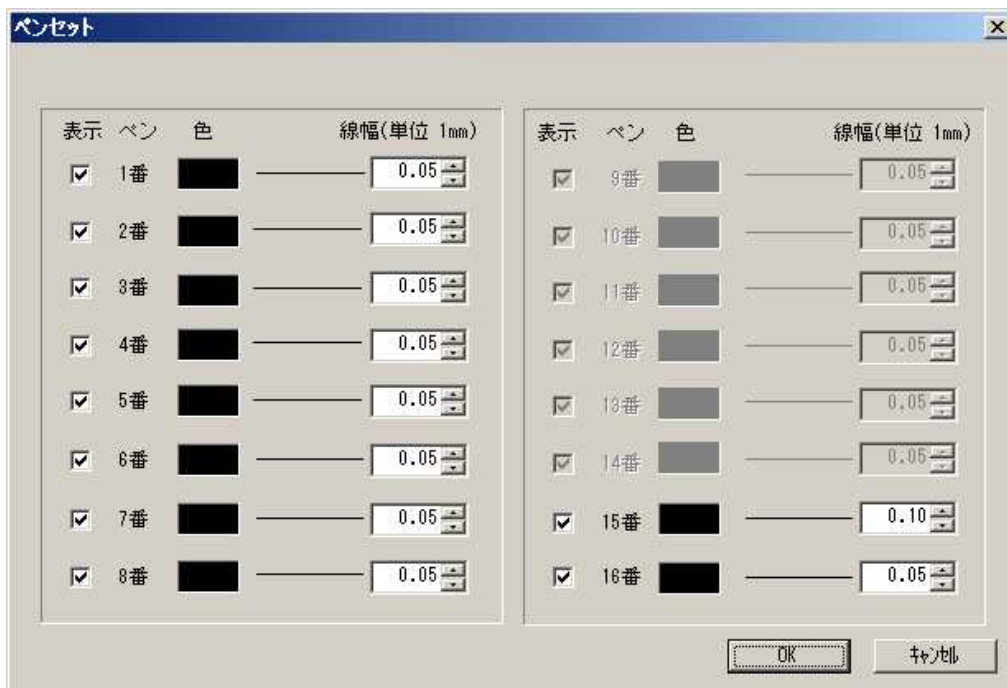 ペンセット
表示 ペン 色 線幅(単位 1mm)
1番 0.05
2番 0.05
3番 0.05
4番 0.05
5番 0.05
6番 0.05
7番 0.05
8番 0.05
表示 ペン 色 線幅(単位 1mm)
9番 0.05
10番 0.05
11番 0.05
12番 0.05
13番 0.05
14番 0.05
15番 0.10
16番 0.05
OK キャンセル